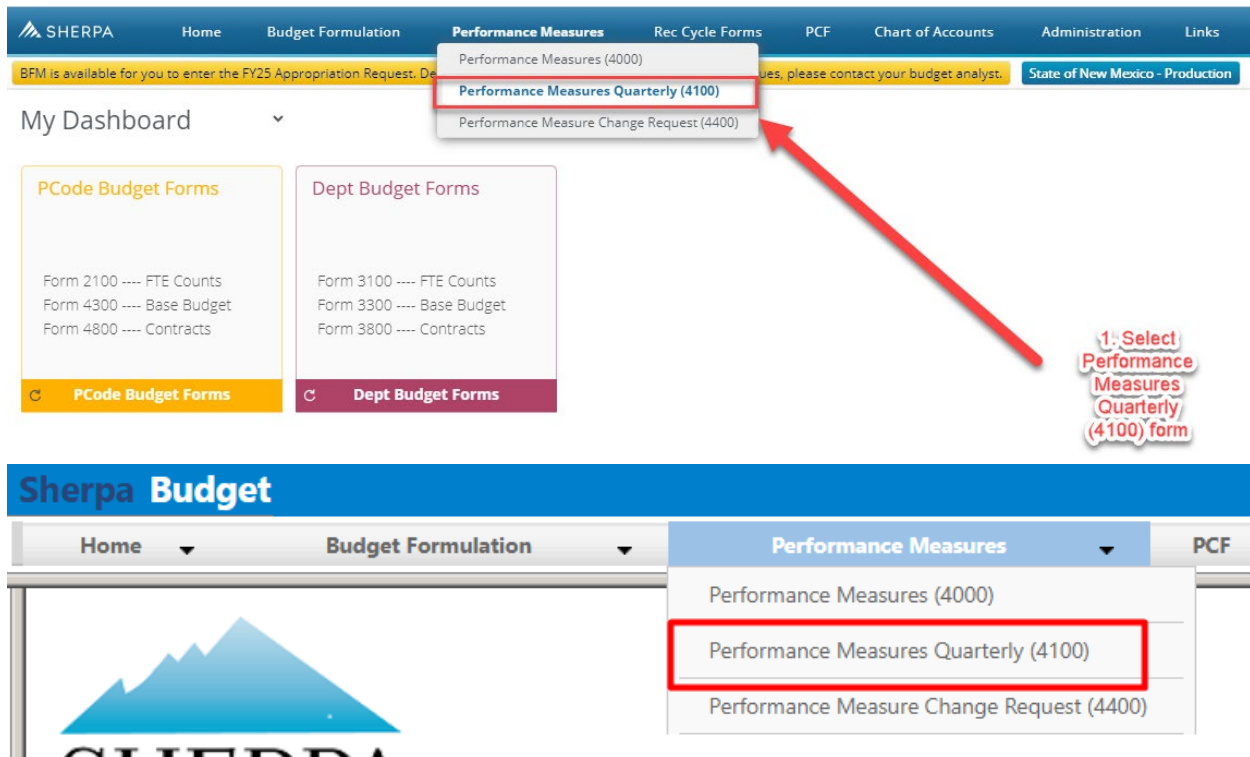 SHERPA Home Budget Formulation Performance Measures Rec Cycle Forms PCF Chart of Accounts Administration Links
Performance Measures (4000)
BFM is available for you to enter the FY25 Appropriation Request. ues, please contact your budget analyst. State of New Mexico - Production
Performance Measures Quarterly (4100)
My Dashboard
Performance Measure Change Request (4400)
PCode Budget Forms
Form 2100 ---- FTE Counts
Form 4300 ---- Base Budget
Form 4800 ---- Contracts
PCode Budget Forms
Dept Budget Forms
Form 3100 ---- FTE Counts
Form 3300 ---- Base Budget
Form 3800 ---- Contracts
Dept Budget Forms
1. Select
Performance
Measures
Quarterly
(4100) form
Sherpa Budget
Home Budget Formulation Performance Measures PCF
Performance Measures (4000)
Performance Measures Quarterly (4100)
Performance Measure Change Request (4400)
SHERPA